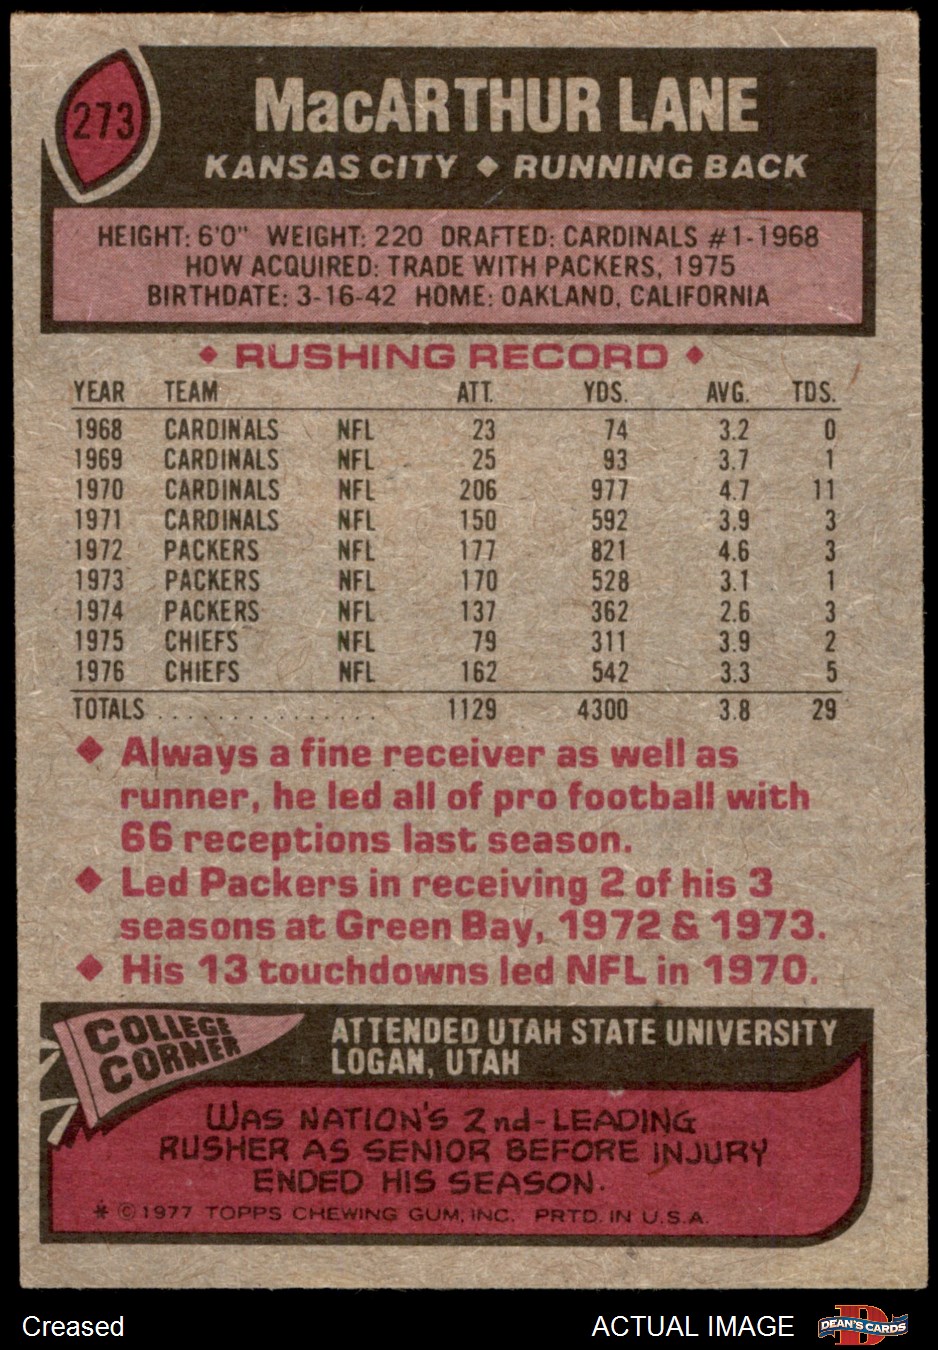 273
MacARTHUR LANE
KANSAS CITY ◆ RUNNING BACK
HEIGHT: 6'0" WEIGHT: 220 DRAFTED: CARDINALS #1-1968
HOW ACQUIRED: TRADE WITH PACKERS, 1975
BIRTHDATE: 3-16-42 HOME: OAKLAND, CALIFORNIA
◆ RUSHING RECORD ◆
YEAR TEAM ATT. YDS. AVG. TDS.
1968 CARDINALS NFL 23 74 3.2 0
1969 CARDINALS NFL 25 93 3.7 1
1970 CARDINALS NFL 206 977 4.7 11
1971 CARDINALS NFL 150 592 3.9 3
1972 PACKERS NFL 177 821 4.6 3
1973 PACKERS NFL 170 528 3.1 1
1974 PACKERS NFL 137 362 2.6 3
1975 CHIEFS NFL 79 311 3.9 2
1976 CHIEFS NFL 162 542 3.3 5
TOTALS . . . . . . . . . . . . . . . . 1129 4300 3.8 29
◆ Always a fine receiver as well as
runner, he led all of pro football with
66 receptions last season.
◆ Led Packers in receiving 2 of his 3
seasons at Green Bay, 1972 & 1973.
◆ His 13 touchdowns led NFL in 1970.
COLLEGE
CORNER
ATTENDED UTAH STATE UNIVERSITY
LOGAN, UTAH
WAS NATION'S 2nd-LEADING
RUSHER AS SENIOR BEFORE INJURY
ENDED HIS SEASON.
* © 1977 TOPPS CHEWING GUM, INC. PRTD. IN U.S.A.
Creased
ACTUAL IMAGE
D
DEAN'S CARDS